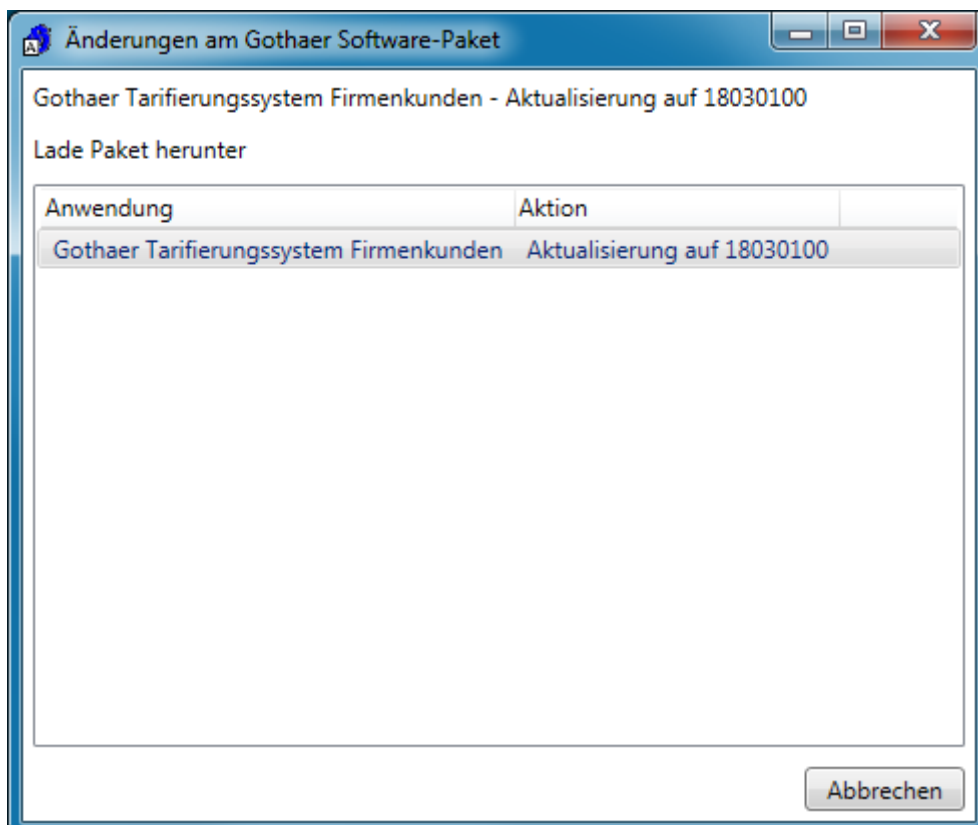 Änderungen am Gothaer Software-Paket
Gothaer Tarifierungssystem Firmenkunden - Aktualisierung auf 18030100
Lade Paket herunter
Anwendung Aktion
Gothaer Tarifierungssystem Firmenkunden Aktualisierung auf 18030100
Abbrechen